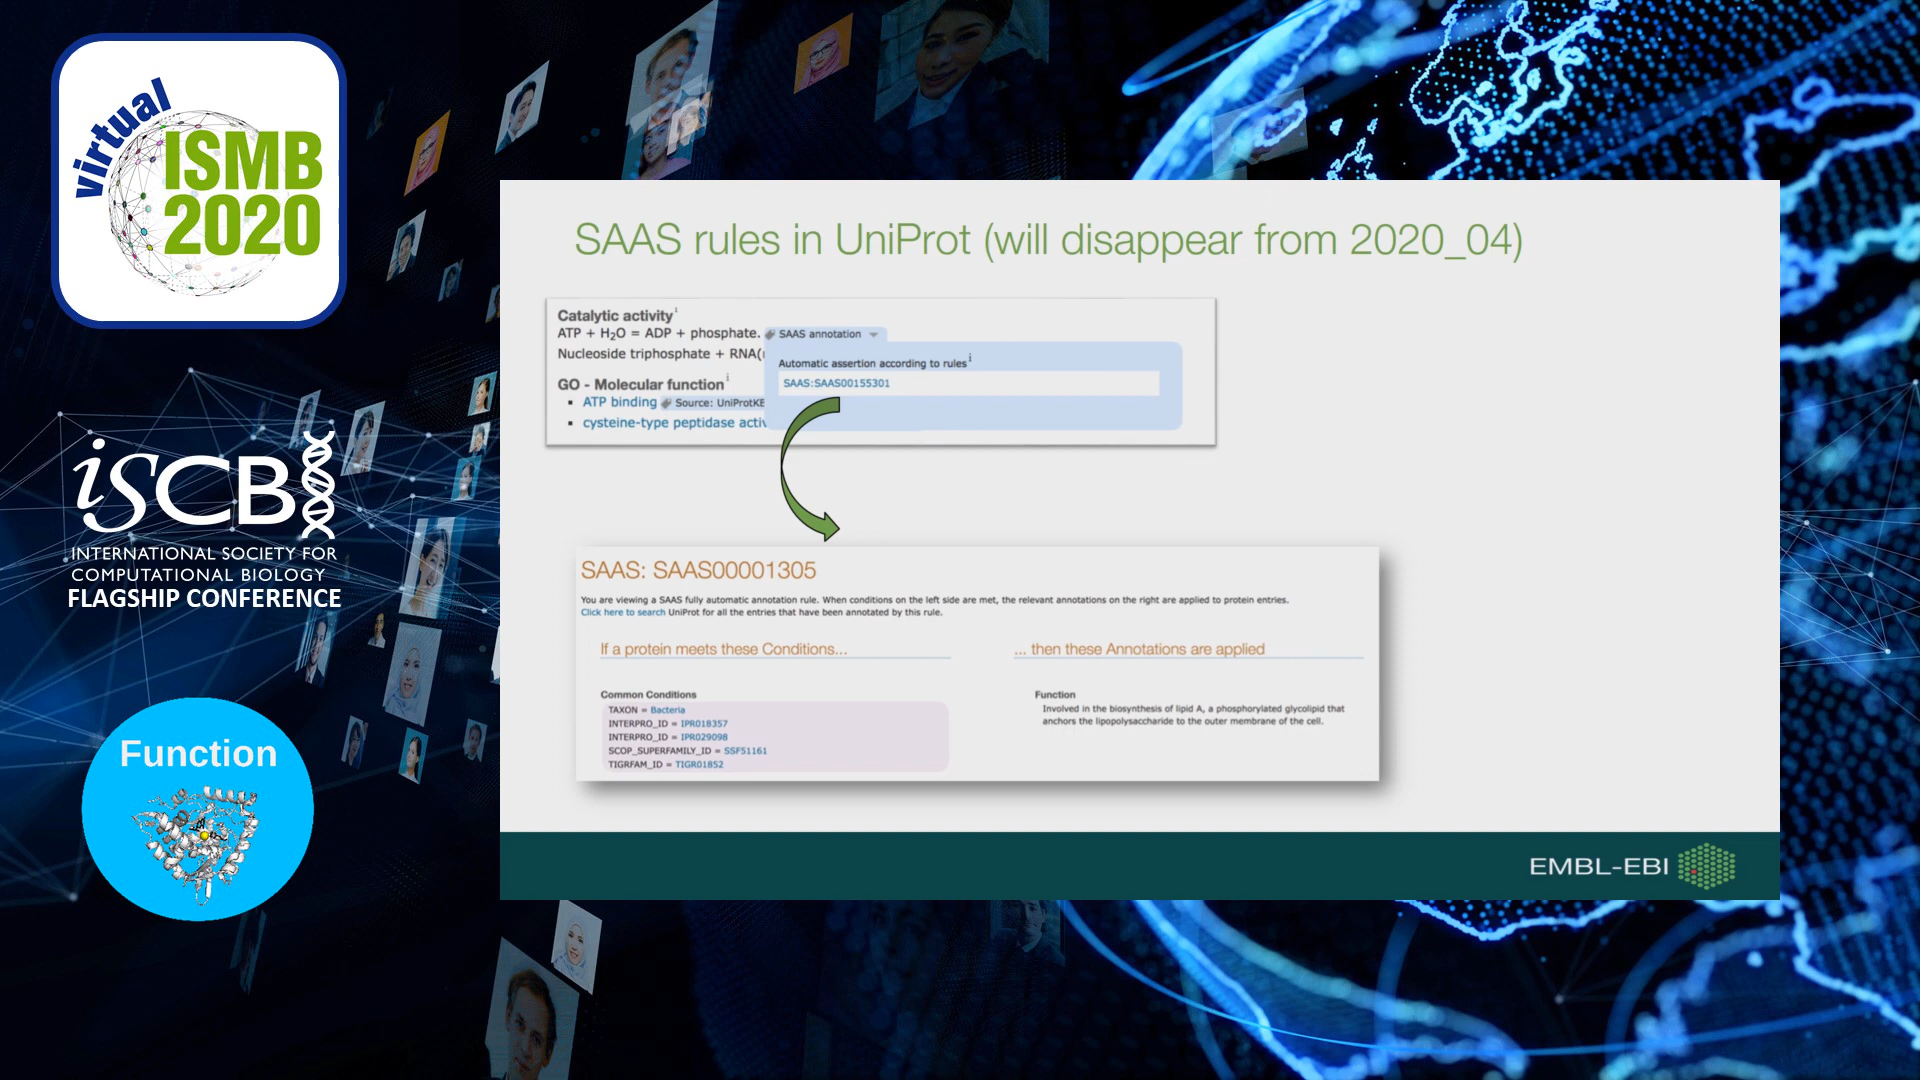 virtual
ISMB
2020
iSCB
INTERNATIONAL SOCIETY FOR
COMPUTATIONAL BIOLOGY
FLAGSHIP CONFERENCE
Function
SAAS rules in UniProt (will disappear from 2020_04)
Catalytic activity i
ATP + H2O = ADP + phosphate. SAAS annotation
Nucleoside triphosphate + RNA(
Automatic assertion according to rules i
SAAS:SAAS00155301
GO - Molecular function i
ATP binding Source: UniProtKB
cysteine-type peptidase activ
SAAS: SAAS00001305
You are viewing a SAAS fully automatic annotation rule. When conditions on the left side are met, the relevant annotations on the right are applied to protein entries.
Click here to search UniProt for all the entries that have been annotated by this rule.
If a protein meets these Conditions...
... then these Annotations are applied
Common Conditions
TAXON = Bacteria
INTERPRO_ID = IPR018357
INTERPRO_ID = IPR029098
SCOP_SUPERFAMILY_ID = SSF51161
TIGRFAM_ID = TIGR01852
Function
Involved in the biosynthesis of lipid A, a phosphorylated glycolipid that
anchors the lipopolysaccharide to the outer membrane of the cell.
EMBL-EBI